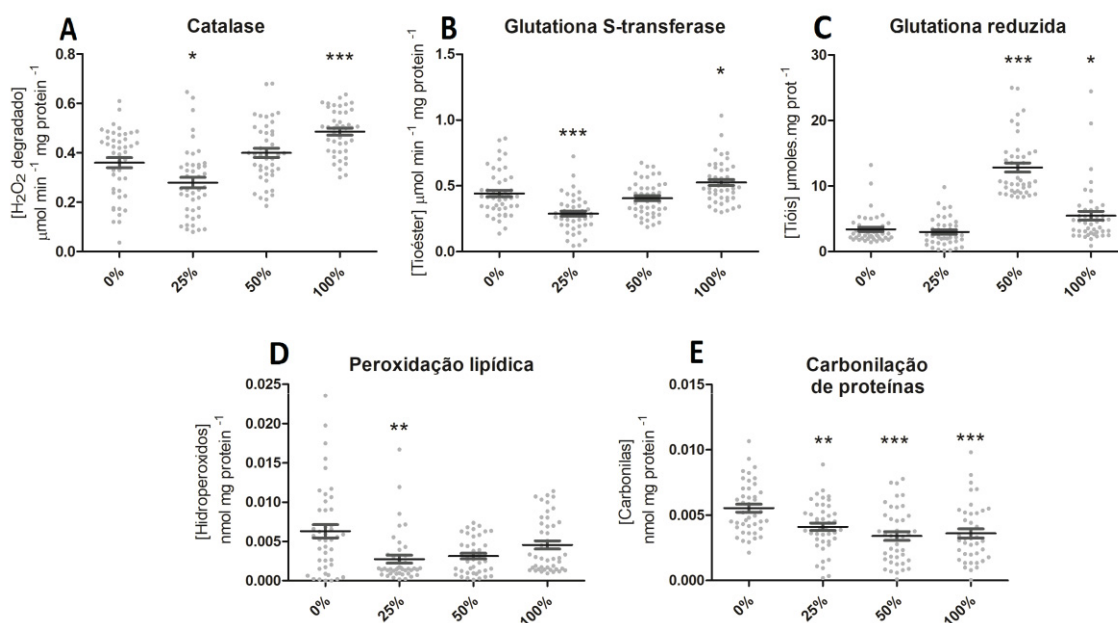 A
Catalase
[H₂O₂ degradado]
µmol min ⁻¹ mg protein ⁻¹
0.8
0.6
0.4
0.2
0.0
*
***
0%
25%
50%
100%
B
Glutationa S-transferase
[Tioéster] µmol min ⁻¹ mg protein ⁻¹
1.5
1.0
0.5
0.0
***
*
0%
25%
50%
100%
C
Glutationa reduzida
[Tióis] µmoles.mg prot ⁻¹
30
20
10
0
***
*
0%
25%
50%
100%
D
Peroxidação lipídica
[Hidroperoxidos]
nmol mg protein ⁻¹
0.025
0.020
0.015
0.010
0.005
0.000
**
0%
25%
50%
100%
E
Carbonilação
de proteínas
[Carbonilas]
nmol mg protein ⁻¹
0.015
0.010
0.005
0.000
**
***
***
0%
25%
50%
100%